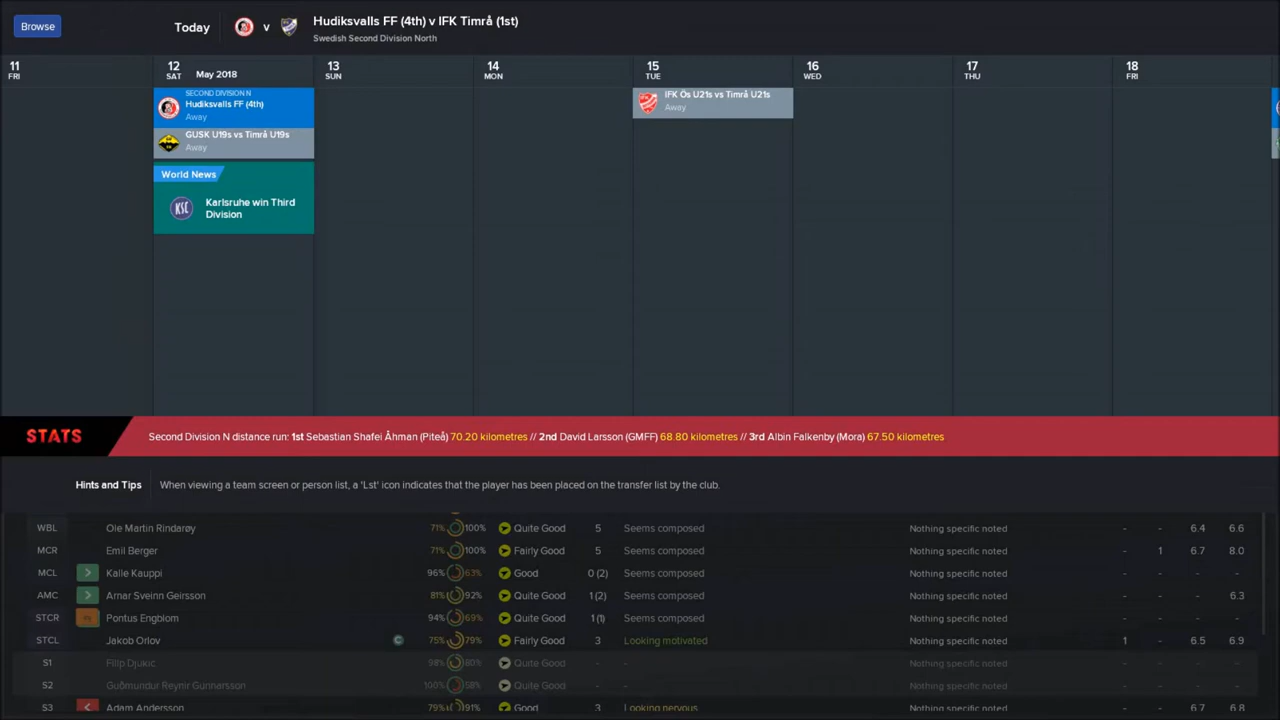 Browse
Today
v
Hudiksvalls FF (4th) v IFK Timrå (1st)
Swedish Second Division North
11
FRI
12
SAT
May 2018
13
SUN
14
MON
15
TUE
16
WED
17
THU
18
FRI
SECOND DIVISION N
Hudiksvalls FF (4th)
Away
GUSK U19s vs Timrå U19s
Away
IFK Ös U21s vs Timrå U21s
Away
World News
KSC
Karlsruhe win Third
Division
STATS
Second Division N distance run: 1st Sebastian Shafei Åhman (Piteå) 70.20 kilometres // 2nd David Larsson (GMFF) 68.80 kilometres // 3rd Albin Falkenby (Mora) 67.50 kilometres
Hints and Tips
When viewing a team screen or person list, a 'Lst' icon indicates that the player has been placed on the transfer list by the club.
WBL Ole Martin Rindarøy 71% 100% Quite Good 5 Seems composed Nothing specific noted - - 6.4 6.6
MCR Emil Berger 71% 100% Fairly Good 5 Seems composed Nothing specific noted - 1 6.7 8.0
MCL Kalle Kauppi 96% 63% Good 0 (2) Seems composed Nothing specific noted - - - -
AMC Arnar Sveinn Geirsson 81% 92% Quite Good 1 (2) Seems composed Nothing specific noted - - - 6.3
STCR Pontus Engblom 94% 69% Quite Good 1 (1) Seems composed Nothing specific noted - - - -
STCL Jakob Orlov C 75% 79% Fairly Good 3 Looking motivated Nothing specific noted 1 - 6.5 6.9
S1 Filip Djukic 98% 80% Quite Good - - Nothing specific noted - - - -
S2 Guðmundur Reynir Gunnarsson 100% 58% Quite Good - - Nothing specific noted - - - -
S3 Adam Andersson 79% 91% Good 3 Looking nervous Nothing specific noted - - 6.7 6.8